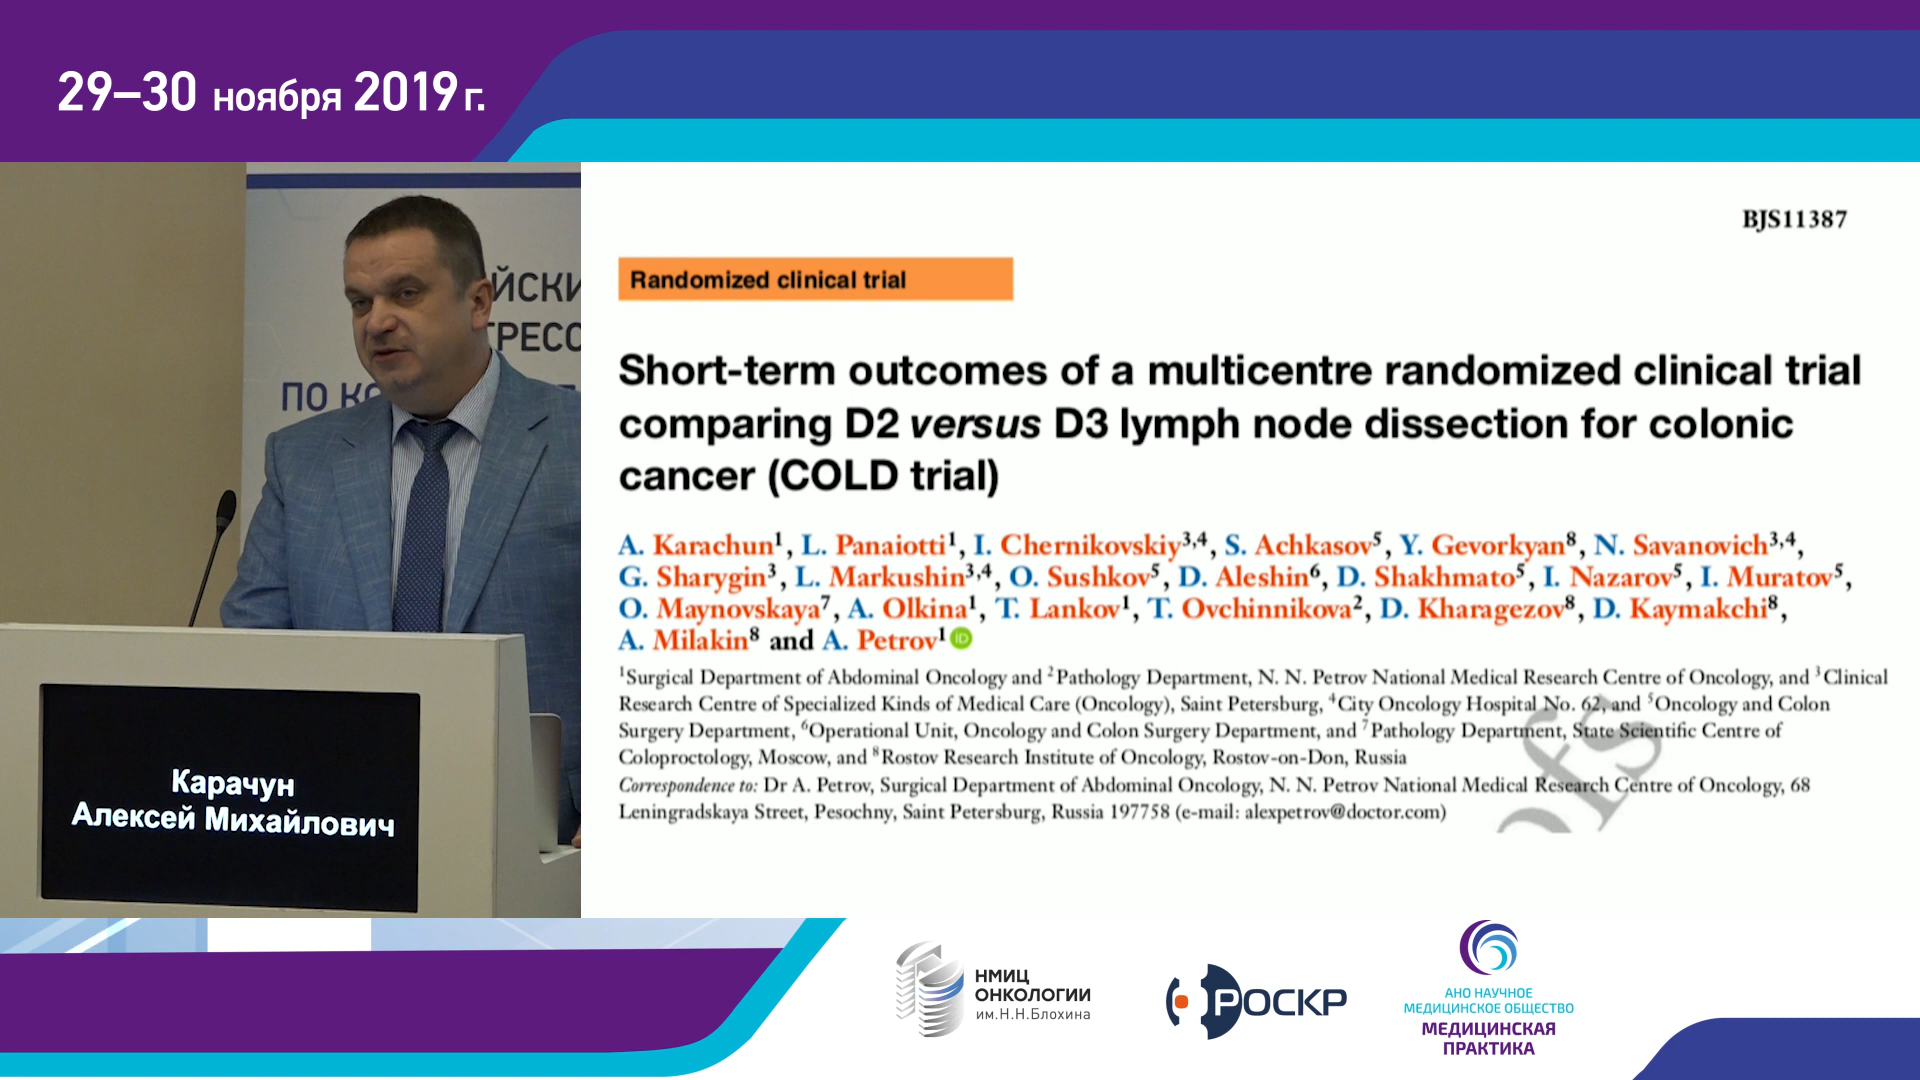 29–30 ноября 2019 г.
ПО
BJS11387
Randomized clinical trial
Short-term outcomes of a multicentre randomized clinical trial
comparing D2 versus D3 lymph node dissection for colonic
cancer (COLD trial)
A. Karachun¹, L. Panaiotti¹, I. Chernikovskiy³,⁴, S. Achkasov⁵, Y. Gevorkyan⁸, N. Savanovich³,⁴,
G. Sharygin³, L. Markushin³,⁴, O. Sushkov⁵, D. Aleshin⁶, D. Shakhmato⁵, I. Nazarov⁵, I. Muratov⁵,
O. Maynovskaya⁷, A. Olkina¹, T. Lankov¹, T. Ovchinnikova², D. Kharagezov⁸, D. Kaymakchi⁸,
A. Milakin⁸ and A. Petrov¹ iD
¹Surgical Department of Abdominal Oncology and ²Pathology Department, N. N. Petrov National Medical Research Centre of Oncology, and ³Clinical
Research Centre of Specialized Kinds of Medical Care (Oncology), Saint Petersburg, ⁴City Oncology Hospital No. 62, and ⁵Oncology and Colon
Surgery Department, ⁶Operational Unit, Oncology and Colon Surgery Department, and ⁷Pathology Department, State Scientific Centre of
Coloproctology, Moscow, and ⁸Rostov Research Institute of Oncology, Rostov-on-Don, Russia
Correspondence to: Dr A. Petrov, Surgical Department of Abdominal Oncology, N. N. Petrov National Medical Research Centre of Oncology, 68
Leningradskaya Street, Pesochny, Saint Petersburg, Russia 197758 (e-mail: alexpetrov@doctor.com)
Карачун
Алексей Михайлович
НМИЦ
ОНКОЛОГИИ
им.Н.Н.Блохина
РОСКР
АНО НАУЧНОЕ
МЕДИЦИНСКОЕ ОБЩЕСТВО
МЕДИЦИНСКАЯ
ПРАКТИКА